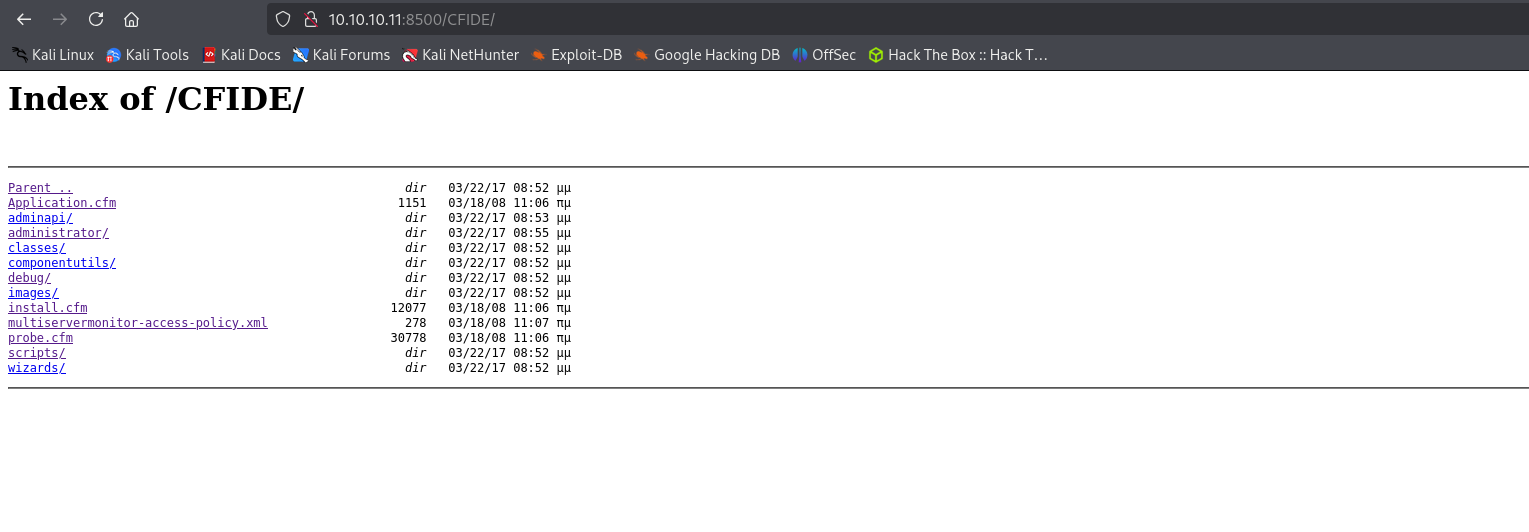 10.10.10.11:8500/CFIDE/
Kali Linux Kali Tools Kali Docs Kali Forums Kali NetHunter Exploit-DB Google Hacking DB OffSec Hack The Box :: Hack T…
Index of /CFIDE/
Parent .. dir 03/22/17 08:52 μμ
Application.cfm 1151 03/18/08 11:06 πμ
adminapi/ dir 03/22/17 08:53 μμ
administrator/ dir 03/22/17 08:55 μμ
classes/ dir 03/22/17 08:52 μμ
componentutils/ dir 03/22/17 08:52 μμ
debug/ dir 03/22/17 08:52 μμ
images/ dir 03/22/17 08:52 μμ
install.cfm 12077 03/18/08 11:06 πμ
multiservermonitor-access-policy.xml 278 03/18/08 11:07 πμ
probe.cfm 30778 03/18/08 11:06 πμ
scripts/ dir 03/22/17 08:52 μμ
wizards/ dir 03/22/17 08:52 μμ